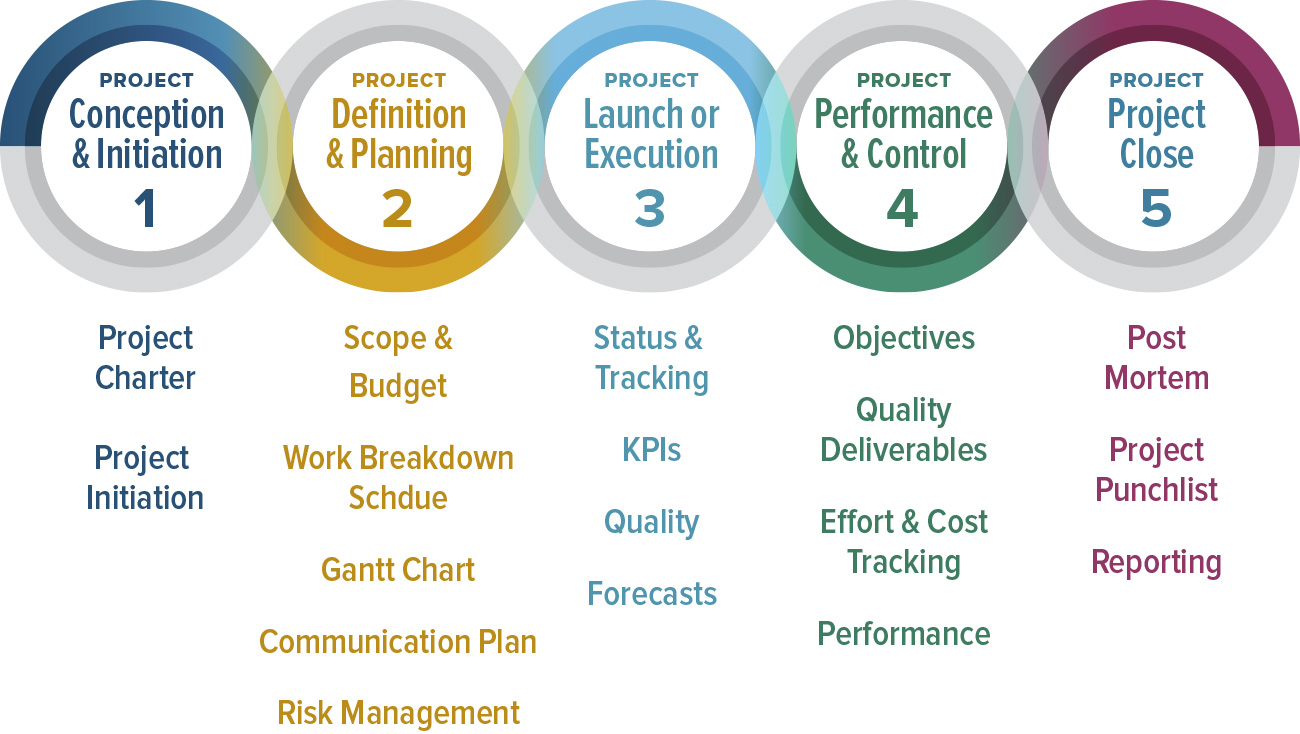 PROJECT
Conception
& Initiation
1
PROJECT
Definition
& Planning
2
PROJECT
Launch or
Execution
3
PROJECT
Performance
& Control
4
PROJECT
Project
Close
5
Project
Charter
Project
Initiation
Scope &
Budget
Work Breakdown
Schdue
Gantt Chart
Communication Plan
Risk Management
Status &
Tracking
KPIs
Quality
Forecasts
Objectives
Quality
Deliverables
Effort & Cost
Tracking
Performance
Post
Mortem
Project
Punchlist
Reporting